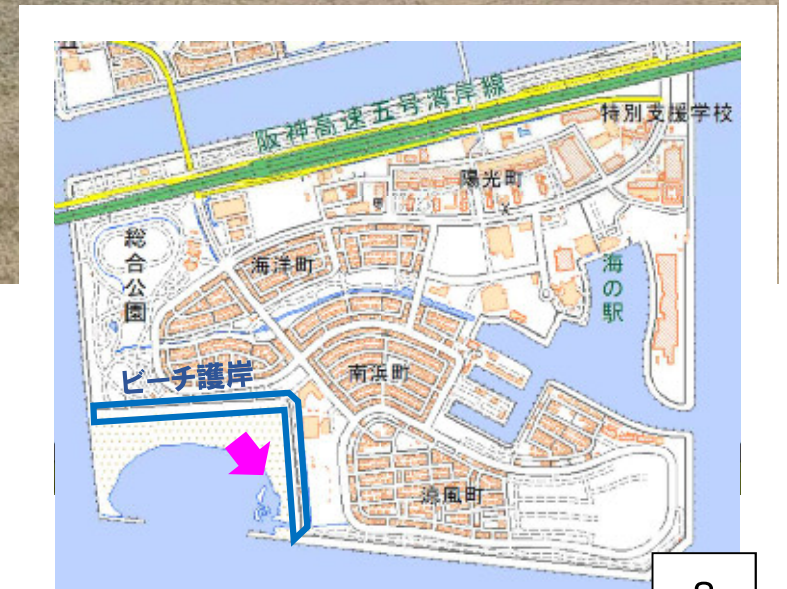 阪神高速五号湾岸線
特別支援学校
陽光町
総合公園
海洋町
海の駅
ビーチ護岸
南浜町
涼風町